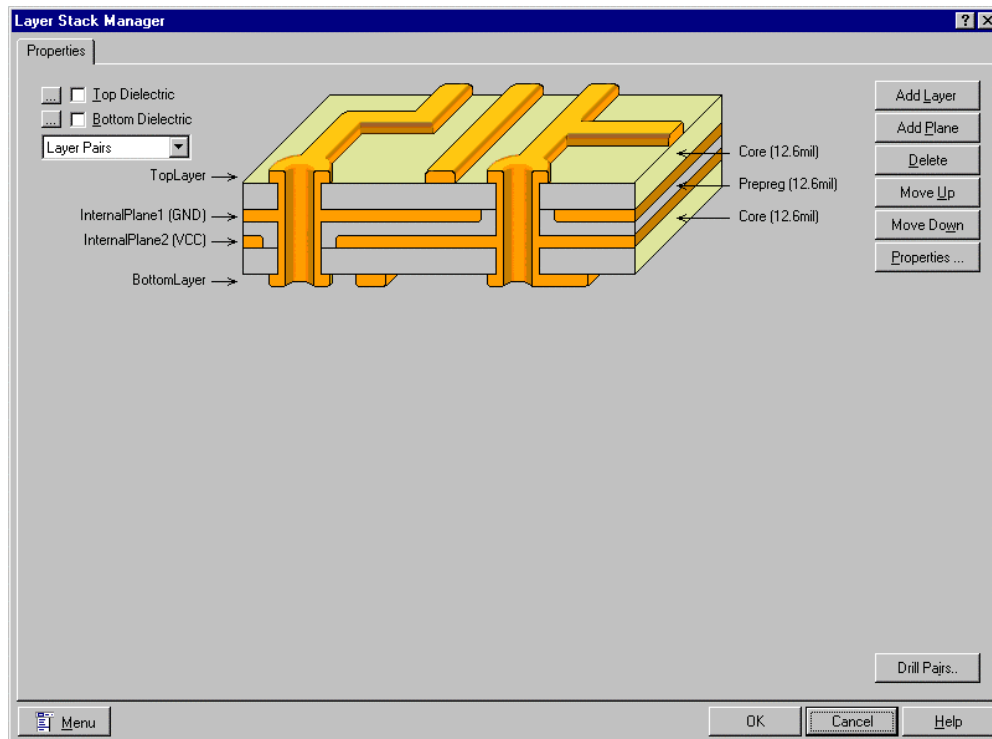 Layer Stack Manager
Properties
... Top Dielectric
... Bottom Dielectric
Layer Pairs
TopLayer
InternalPlane1 (GND)
InternalPlane2 (VCC)
BottomLayer
Core (12.6mil)
Prepreg (12.6mil)
Core (12.6mil)
Add Layer
Add Plane
Delete
Move Up
Move Down
Properties ...
Drill Pairs..
Menu
OK
Cancel
Help